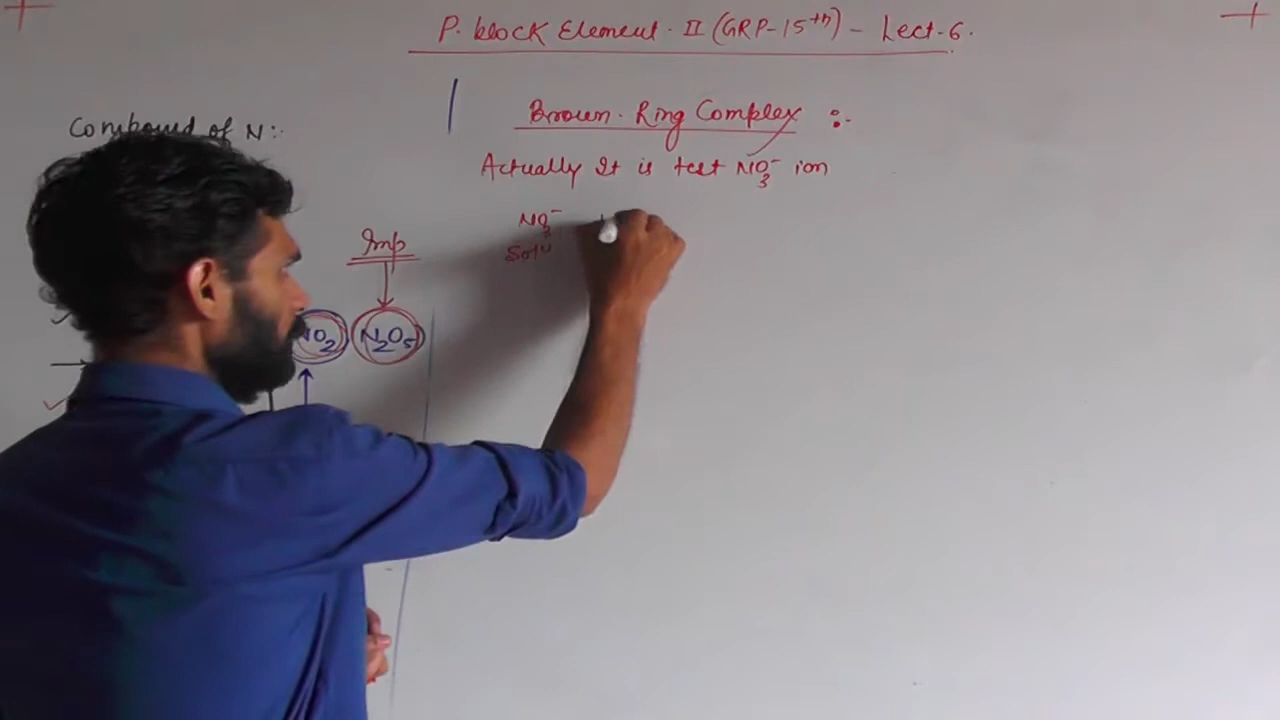 P. block Element. II (GRP-15th) - Lect-6.
Compound of N:-
Imp
NO2 N2O5
Brown. Ring Complex :-
Actually It is test NO3- ion
NO3- +
Solu